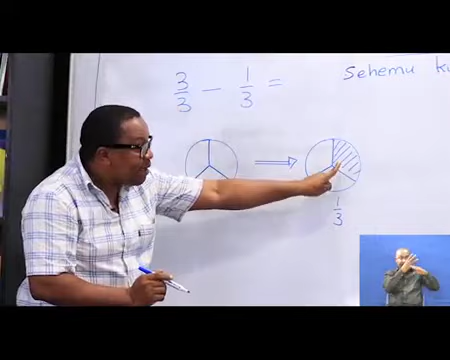 3/3 - 1/3 =
Sehemu
1/3